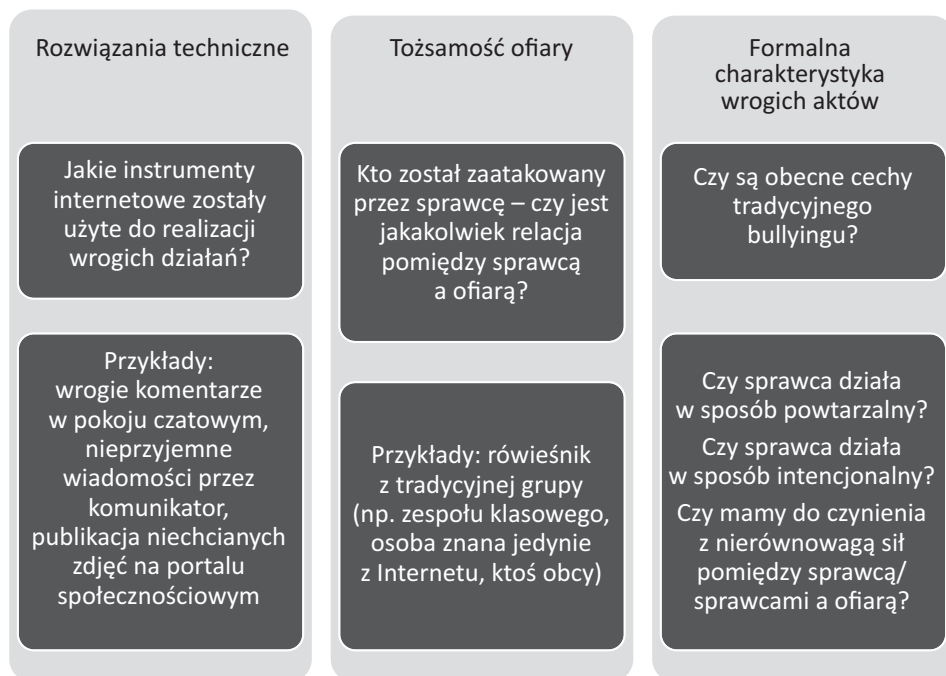 Rozwiązania techniczne
Jakie instrumenty
internetowe zostały
użyte do realizacji
wrogich działań?
Przykłady:
wrogie komentarze
w pokoju czatowym,
nieprzyjemne
wiadomości przez
komunikator,
publikacja niechcianych
zdjęć na portalu
społecznościowym
Tożsamość ofiary
Kto został zaatakowany
przez sprawcę – czy jest
jakakolwiek relacja
pomiędzy sprawcą
a ofiarą?
Przykłady: rówieśnik
z tradycyjnej grupy
(np. zespołu klasowego,
osoba znana jedynie
z Internetu, ktoś obcy)
Formalna
charakterystyka
wrogich aktów
Czy są obecne cechy
tradycyjnego
bullyingu?
Czy sprawca działa
w sposób powtarzalny?
Czy sprawca działa
w sposób intencjonalny?
Czy mamy do czynienia
z nierównowagą sił
pomiędzy sprawcą/
sprawcami a ofiarą?